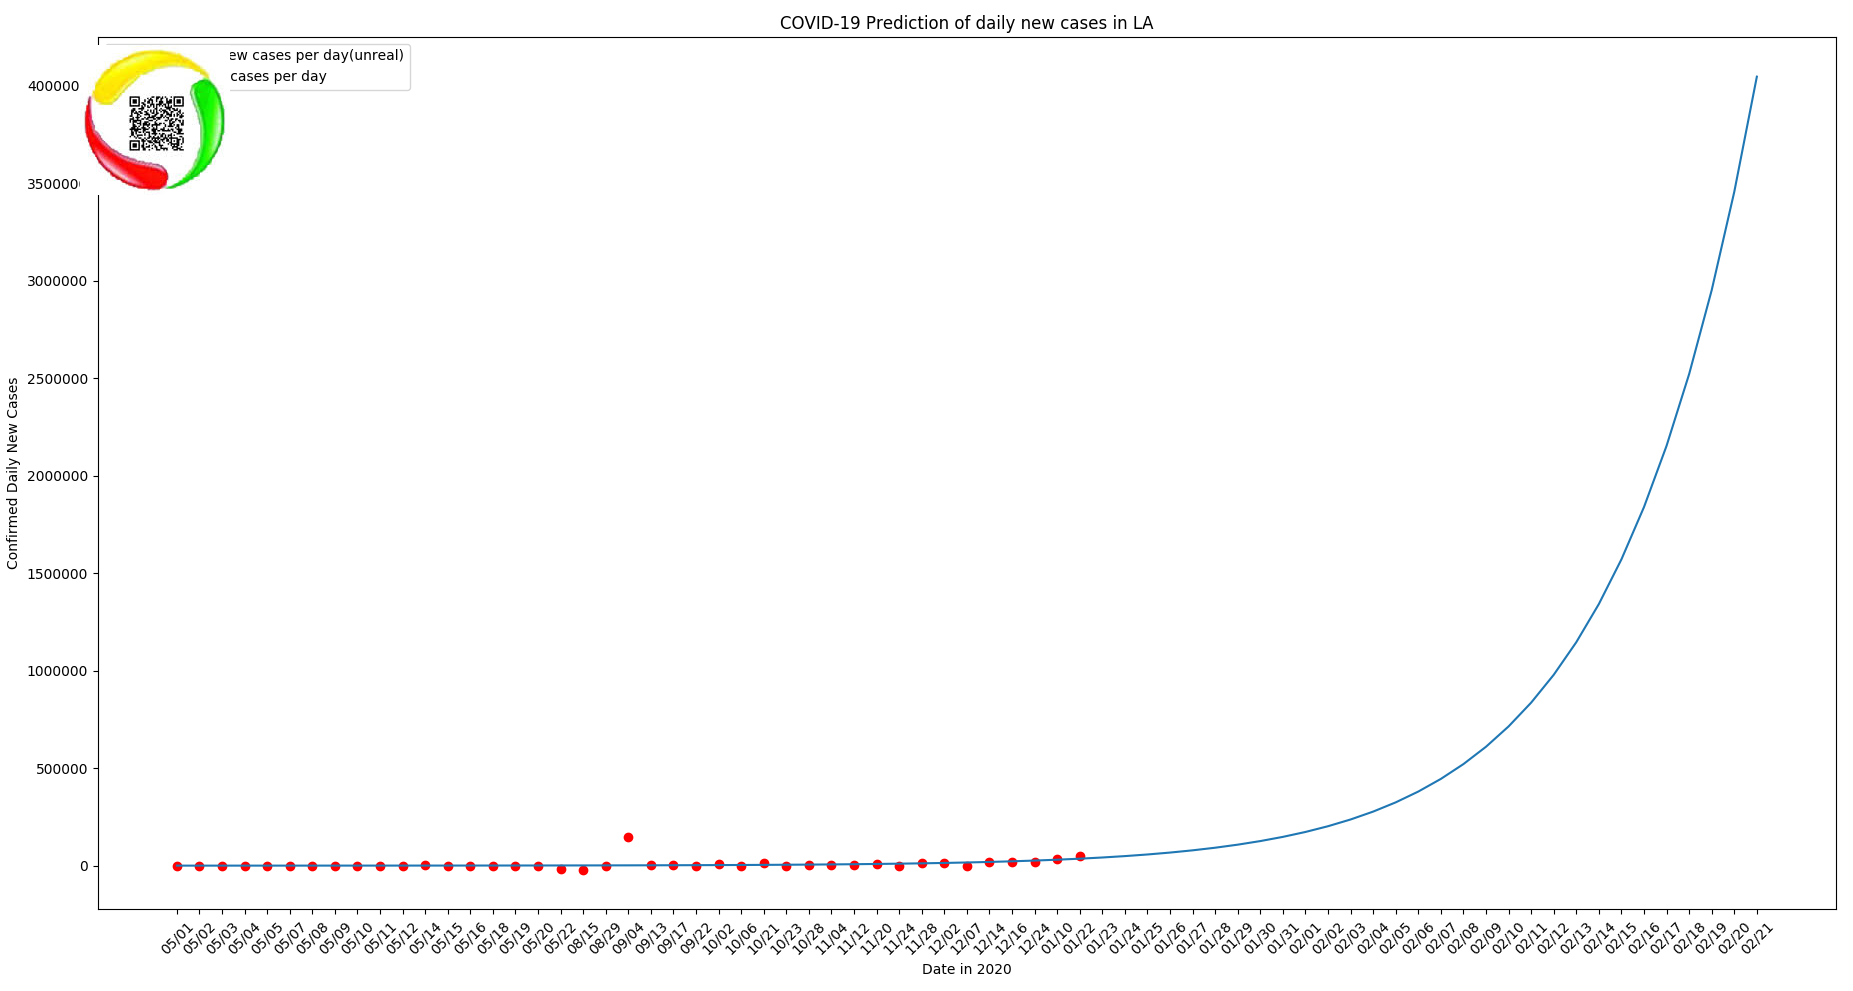 COVID-19 Prediction of daily new cases in LA
cases per day(unreal)
cases per day
400000
350000
3000000
2500000
2000000
1500000
1000000
500000
0
Confirmed Daily New Cases
05/01 05/02 05/03 05/04 05/05 05/07 05/08 05/09 05/10 05/11 05/12 05/14 05/15 05/16 05/18 05/19 05/20 05/22 08/15 08/29 09/04 09/13 09/17 09/22 10/02 10/06 10/21 10/23 10/28 11/04 11/12 11/20 11/24 11/28 12/02 12/07 12/14 12/16 12/24 01/10 01/22 01/23 01/24 01/25 01/26 01/27 01/28 01/29 01/30 01/31 02/01 02/02 02/03 02/04 02/05 02/06 02/07 02/08 02/09 02/10 02/11 02/12 02/13 02/14 02/15 02/16 02/17 02/18 02/19 02/20 02/21
Date in 2020